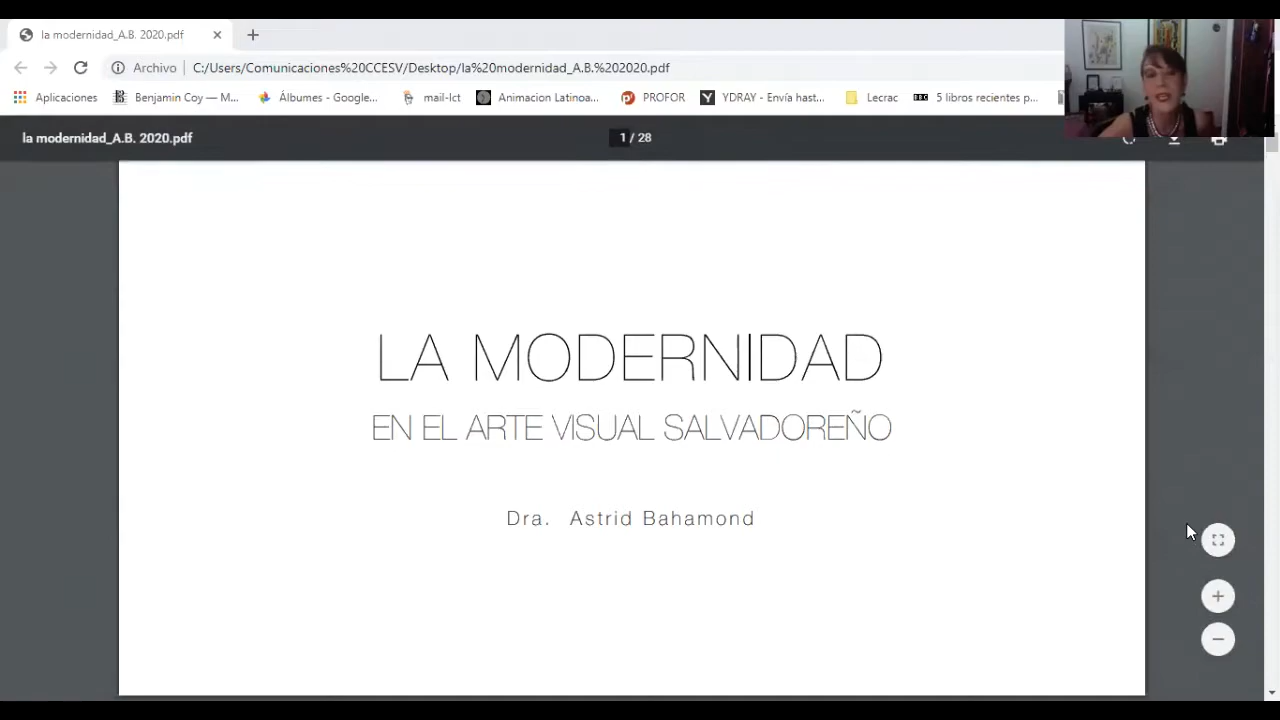 la modernidad_A.B. 2020.pdf
Archivo
C:/Users/Comunicaciones%20CCESV/Desktop/la%20modernidad_A.B.%202020.pdf
Aplicaciones
Benjamin Coy — M...
Álbumes - Google...
mail-lct
Animacion Latinoa...
PROFOR
YDRAY - Envía hast...
Lecrac
BBC
5 libros recientes p...
la modernidad_A.B. 2020.pdf
1 / 28
LA MODERNIDAD
EN EL ARTE VISUAL SALVADOREÑO
Dra. Astrid Bahamond